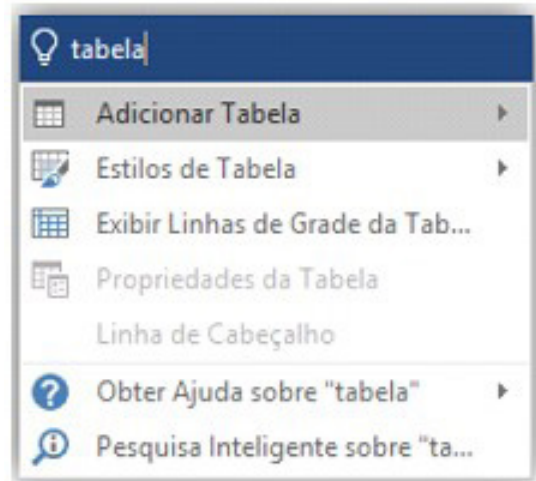 tabela
Adicionar Tabela
Estilos de Tabela
Exibir Linhas de Grade da Tab...
Propriedades da Tabela
Linha de Cabeçalho
Obter Ajuda sobre "tabela"
Pesquisa Inteligente sobre "ta...